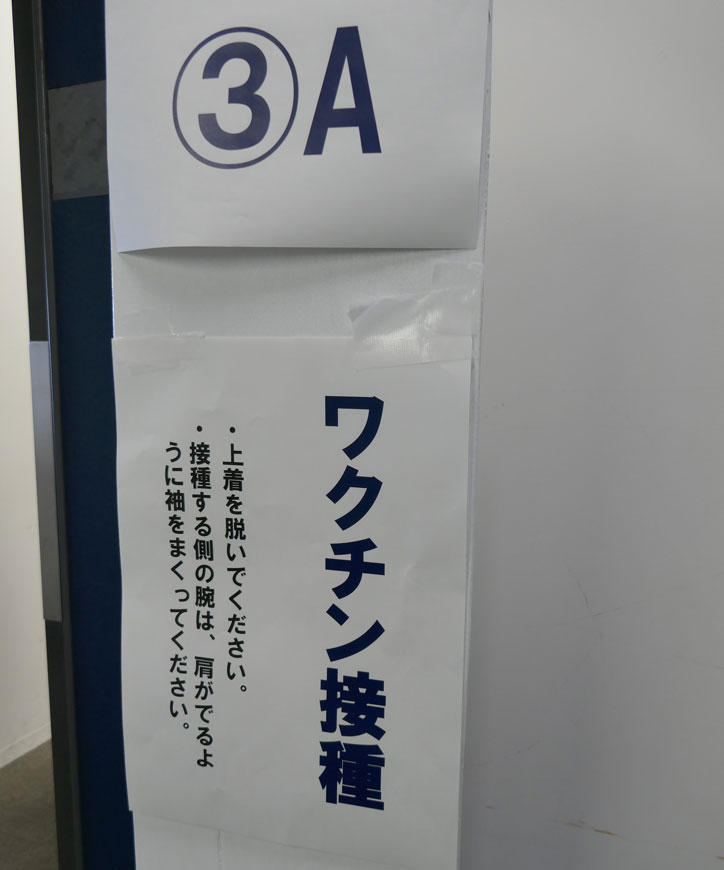 ③A
ワクチン接種
・上着を脱いでください。
・接種する側の腕は、肩がでるよ
うに袖をまくってください。